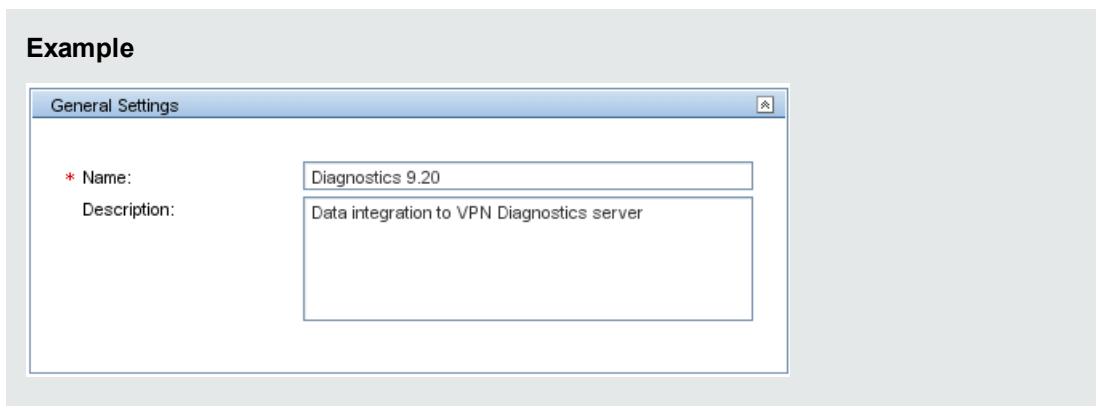 Example
General Settings
* Name: Diagnostics 9.20
Description: Data integration to VPN Diagnostics server